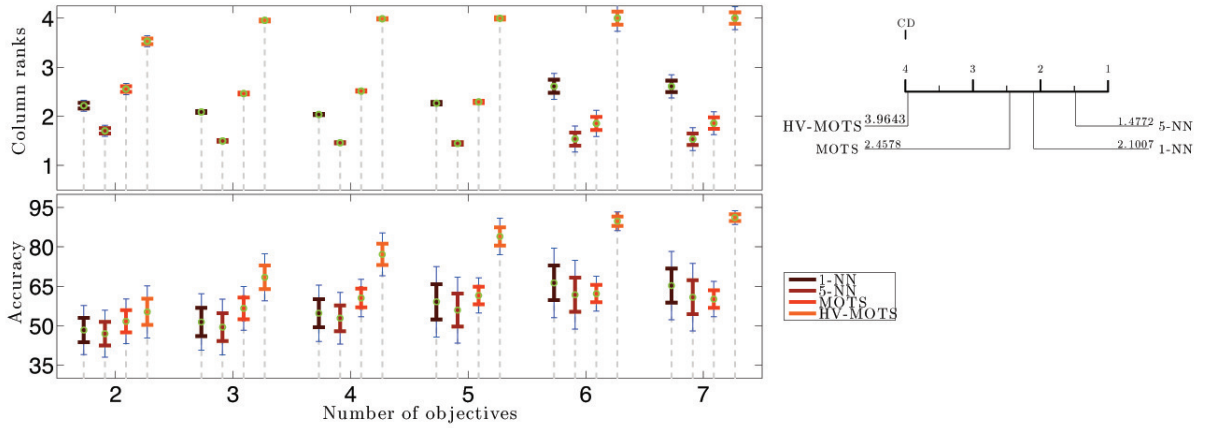 Column ranks
4
3
2
1
Accuracy
95
80
65
50
35
2 3 4 5 6 7
Number of objectives
CD
4 3 2 1
HV-MOTS 3.9643
MOTS 2.4578
1.4772 5-NN
2.1007 1-NN
1-NN
5-NN
MOTS
HV-MOTS